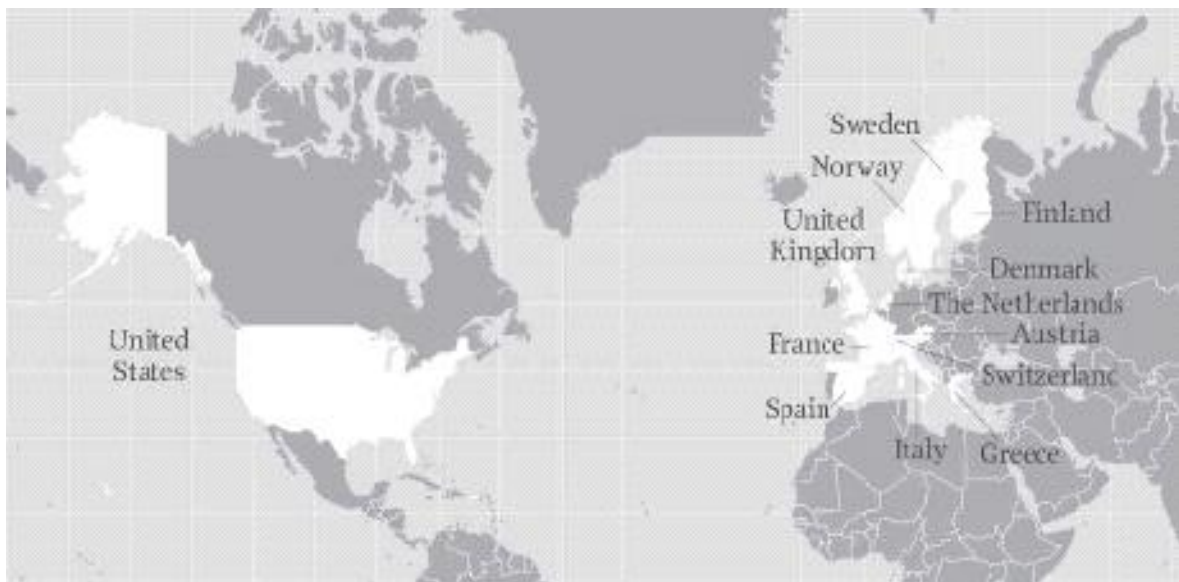 Sweden
Norway
United
Kingdom
Finland
Denmark
The Netherlands
United
States
France
Austria
Switzerland
Spain
Italy
Greece